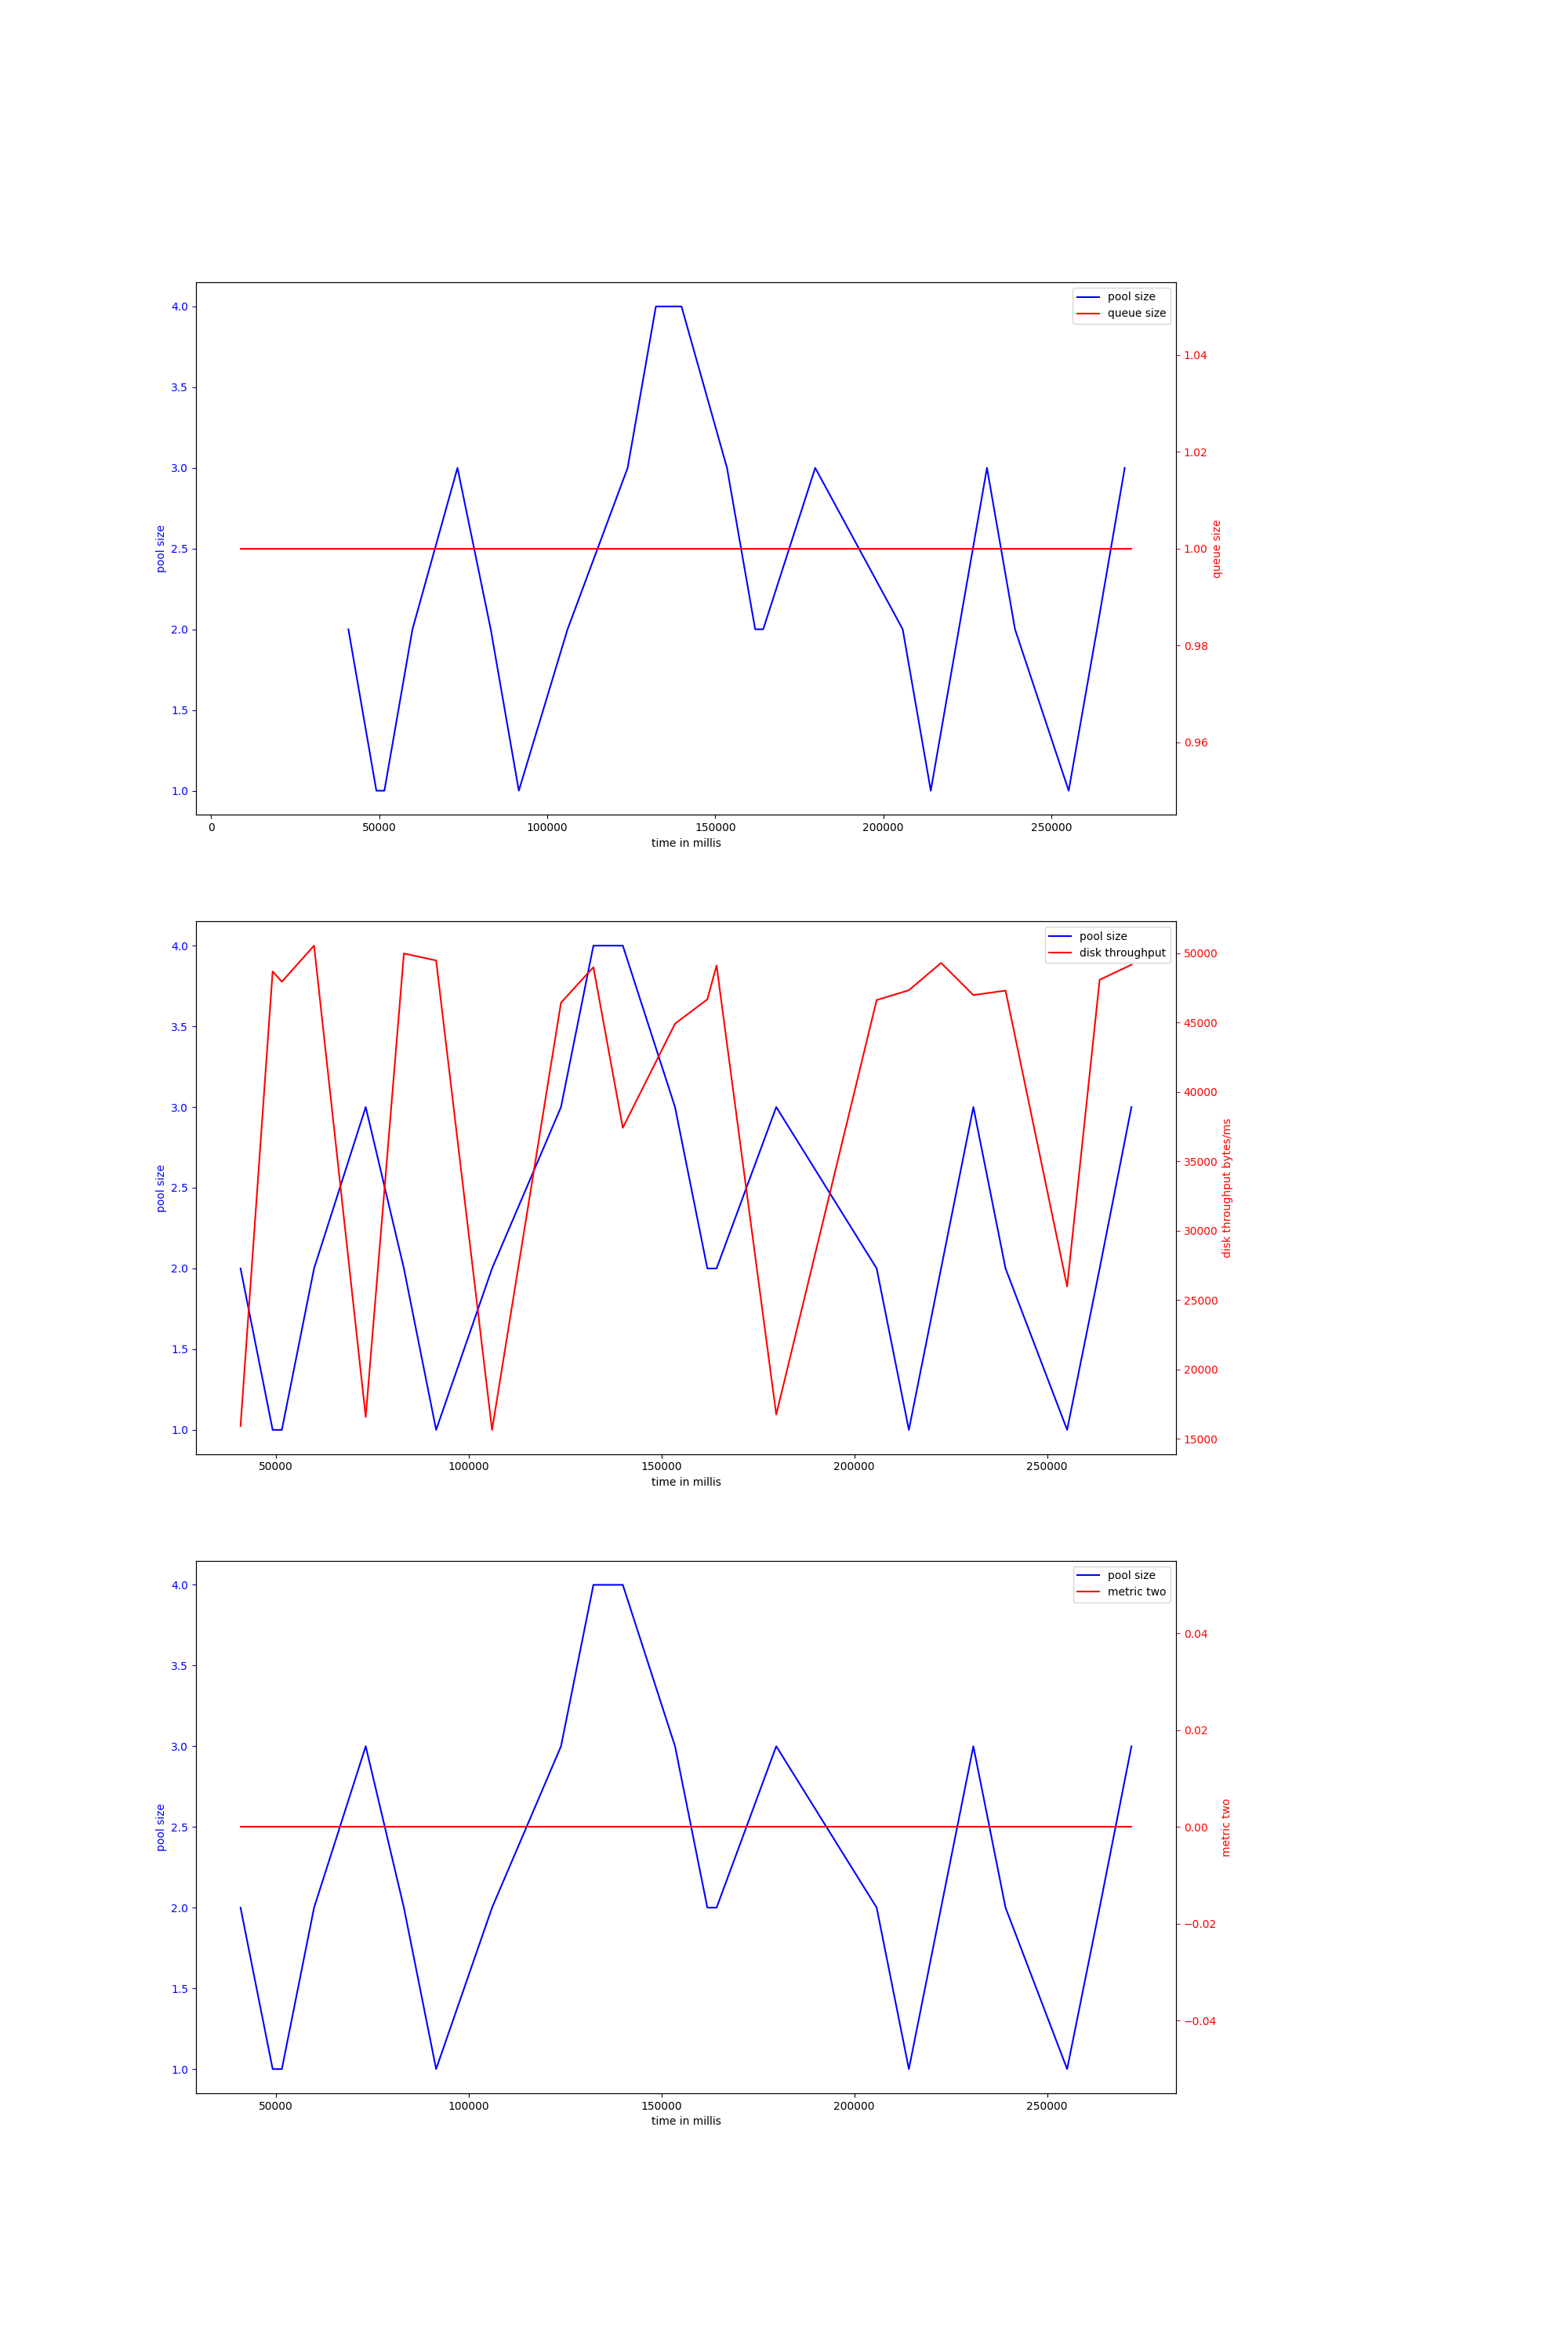 pool size
queue size
4.0
3.5
3.0
2.5
2.0
1.5
1.0
pool size
1.04
1.02
1.00
0.98
0.96
queue size
0 50000 100000 150000 200000 250000
time in millis
pool size
disk throughput
4.0
3.5
3.0
2.5
2.0
1.5
1.0
pool size
50000
45000
40000
35000
30000
25000
20000
15000
disk throughput bytes/ms
50000 100000 150000 200000 250000
time in millis
pool size
metric two
4.0
3.5
3.0
2.5
2.0
1.5
1.0
pool size
0.04
0.02
0.00
−0.02
−0.04
metric two
50000 100000 150000 200000 250000
time in millis